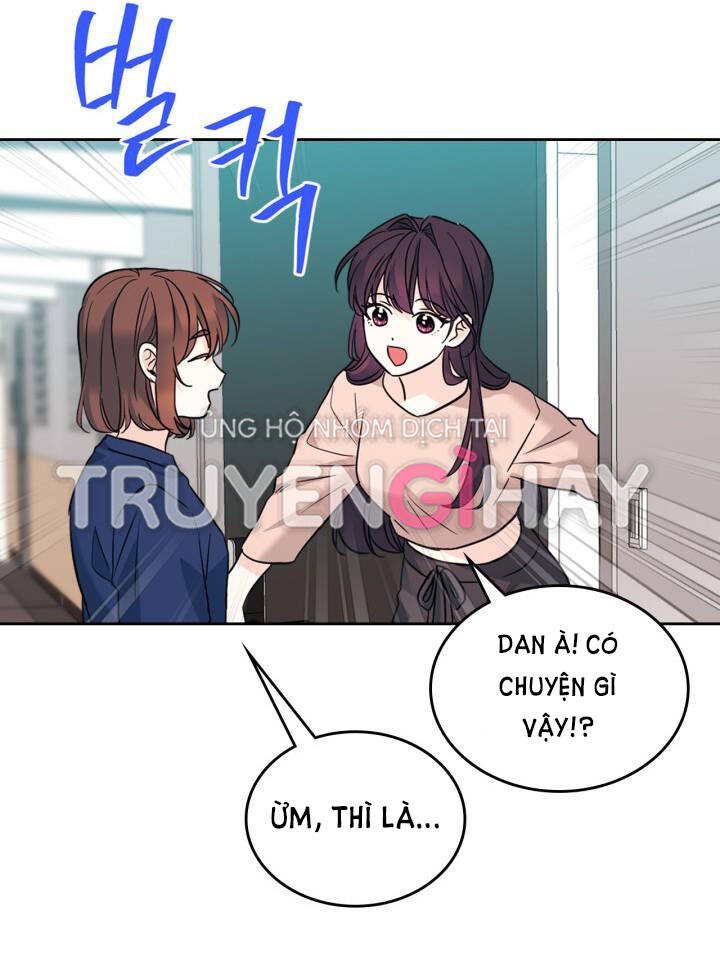 벌컥
ỦNG HỘ NHÓM DỊCH TẠI
TRUYENGIHAY
DAN À! CÓ
CHUYỆN GÌ
VẬY!?
ỪM, THÌ LÀ...